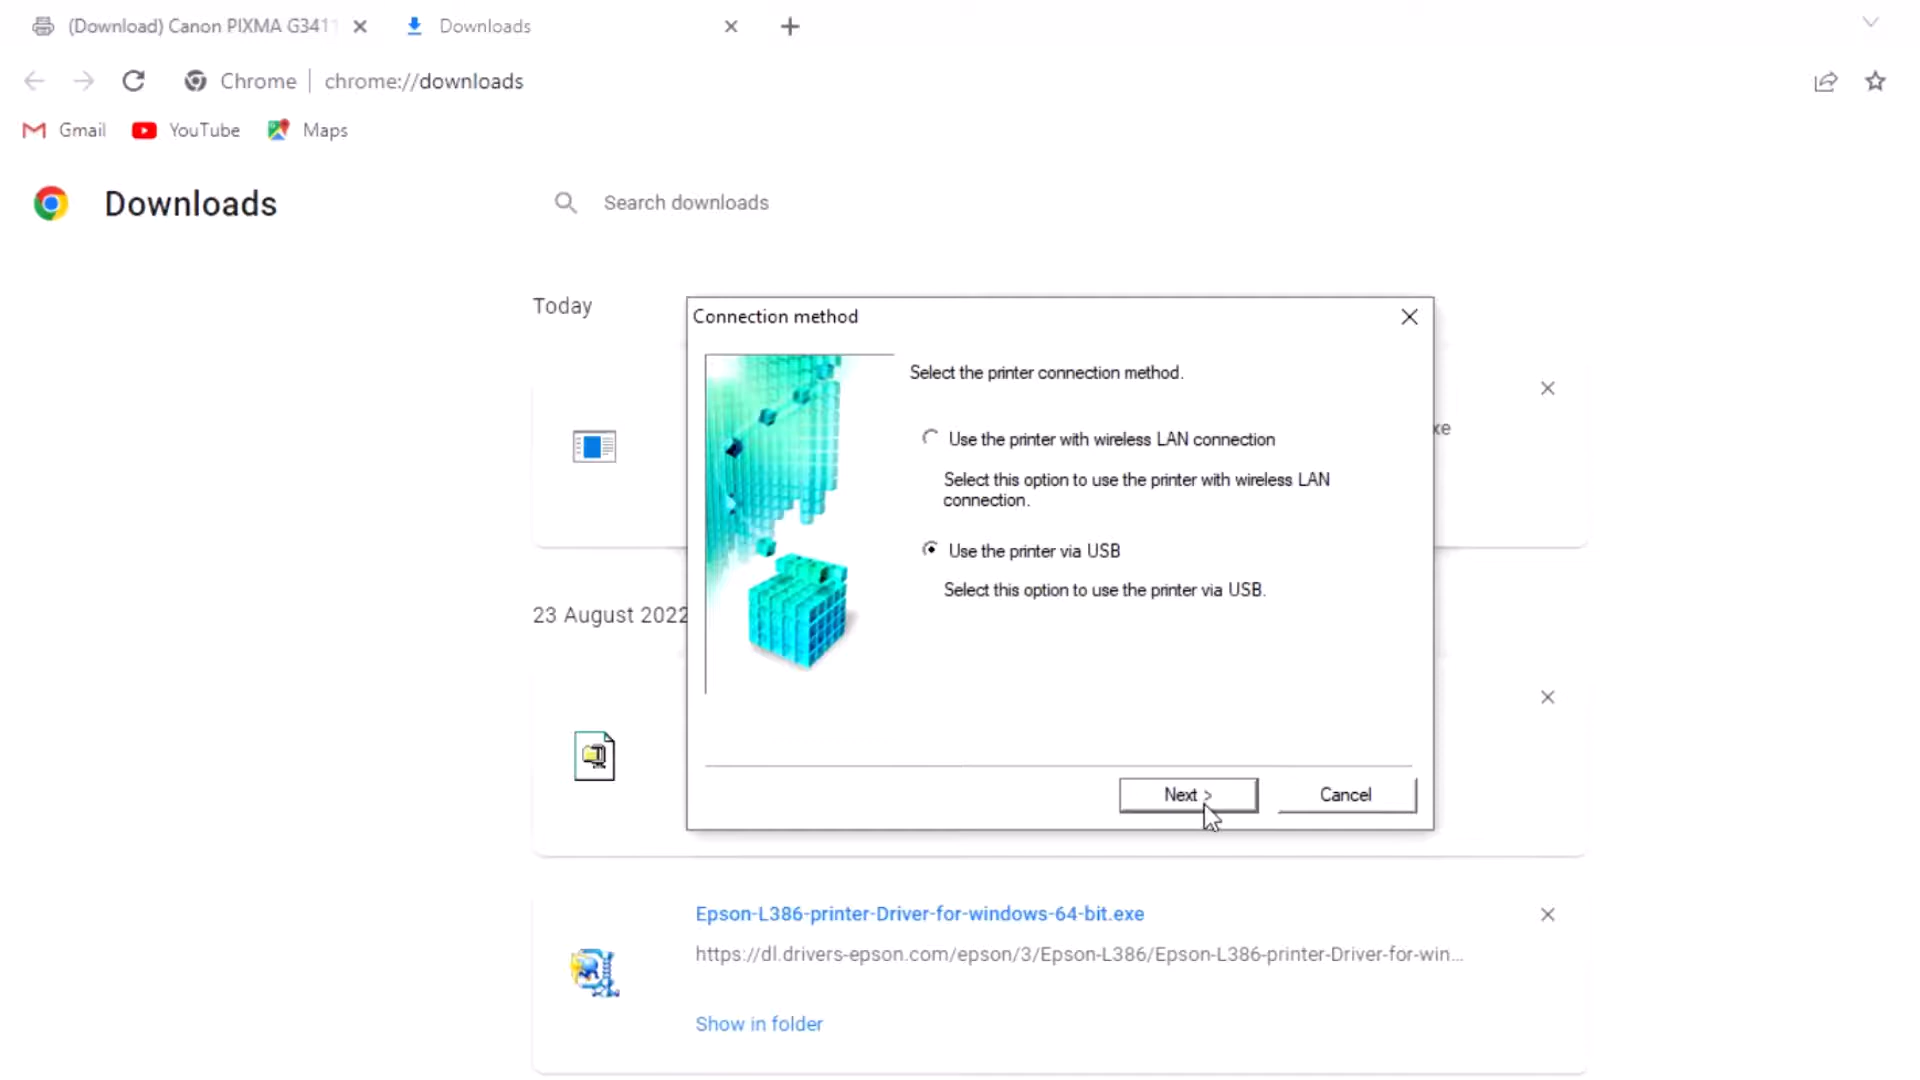 (Download) Canon PIXMA G3411
Downloads
Chrome
chrome://downloads
Gmail
YouTube
Maps
Downloads
Search downloads
Today
Connection method
Select the printer connection method.
Use the printer with wireless LAN connection
Select this option to use the printer with wireless LAN
connection.
Use the printer via USB
Select this option to use the printer via USB.
xe
23 August 2022
Next >
Cancel
Epson-L386-printer-Driver-for-windows-64-bit.exe
https://dl.drivers-epson.com/epson/3/Epson-L386/Epson-L386-printer-Driver-for-win...
Show in folder